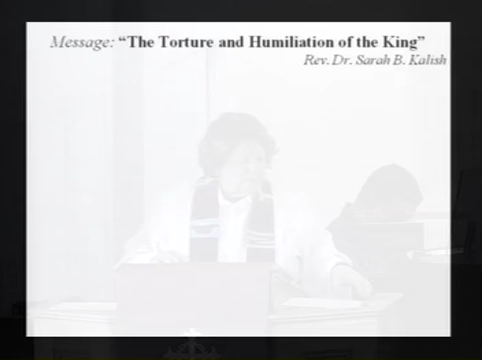 Message: “The Torture and Humiliation of the King”
Rev. Dr. Sarah B. Kalish